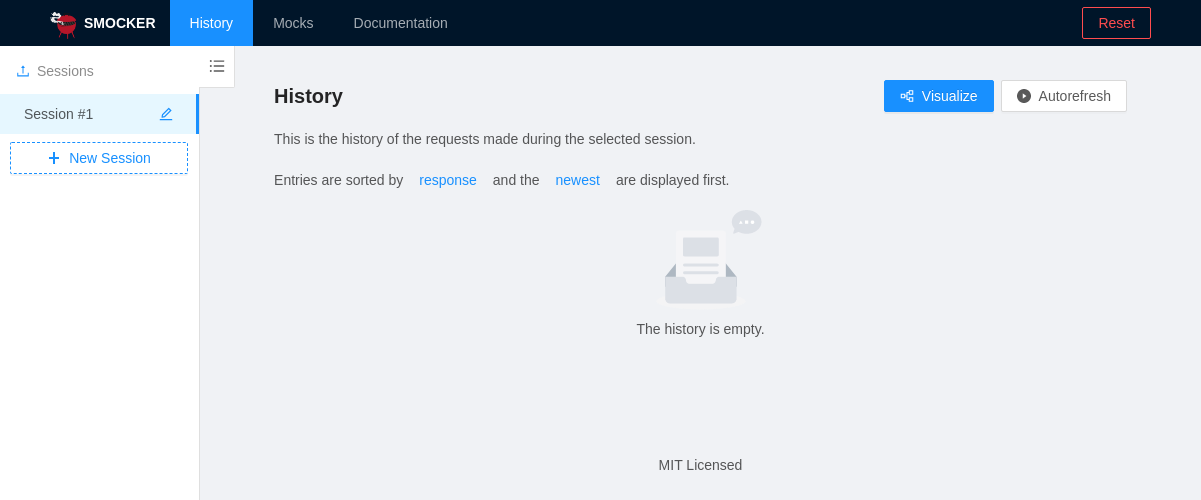 SMOCKER History Mocks Documentation Reset
Sessions
Session #1
New Session
History Visualize Autorefresh
This is the history of the requests made during the selected session.
Entries are sorted by response and the newest are displayed first.
The history is empty.
MIT Licensed